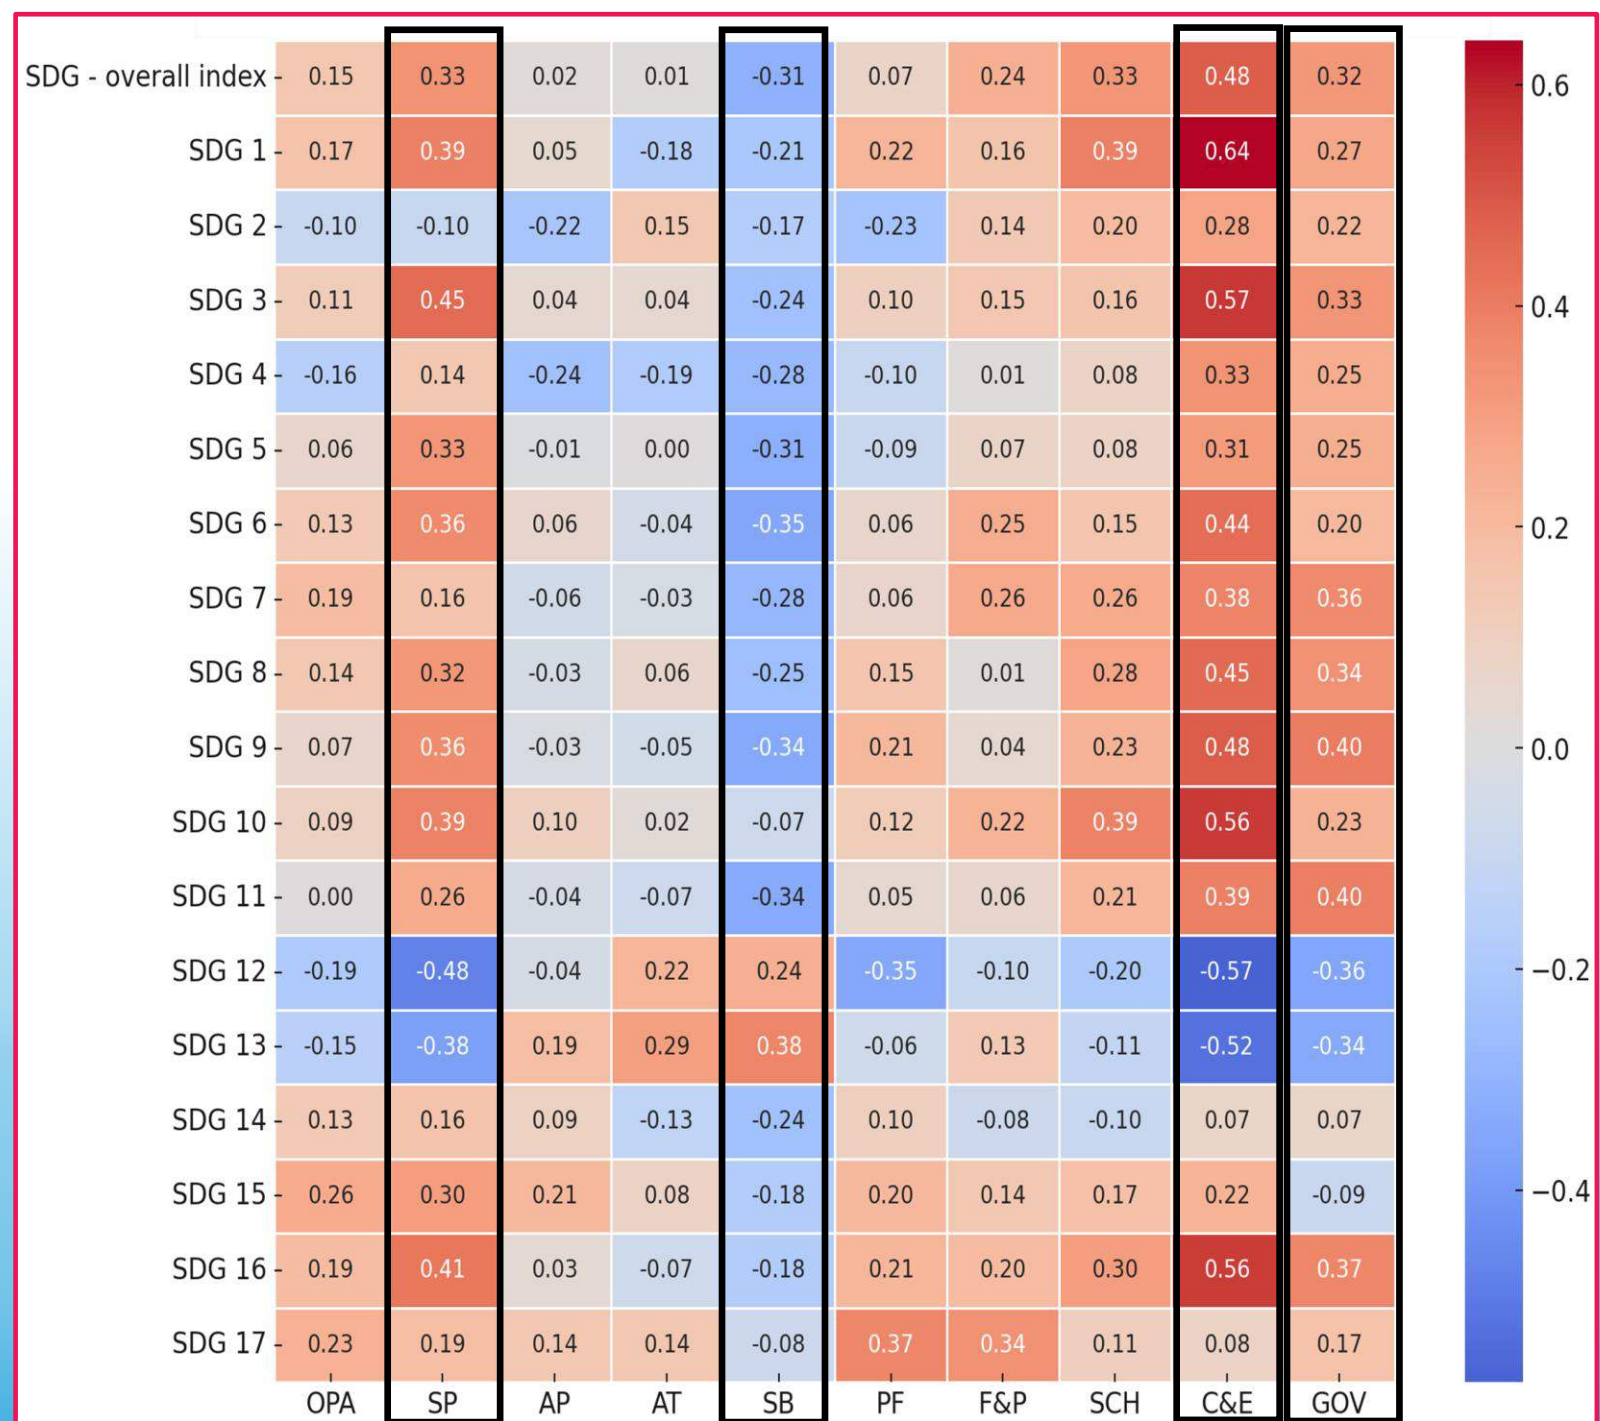 SDG - overall index 0.15 0.33 0.02 0.01 -0.31 0.07 0.24 0.33 0.48 0.32
SDG 1 0.17 0.39 0.05 -0.18 -0.21 0.22 0.16 0.39 0.64 0.27
SDG 2 -0.10 -0.10 -0.22 0.15 -0.17 -0.23 0.14 0.20 0.28 0.22
SDG 3 0.11 0.45 0.04 0.04 -0.24 0.10 0.15 0.16 0.57 0.33
SDG 4 -0.16 0.14 -0.24 -0.19 -0.28 -0.10 0.01 0.08 0.33 0.25
SDG 5 0.06 0.33 -0.01 0.00 -0.31 -0.09 0.07 0.08 0.31 0.25
SDG 6 0.13 0.36 0.06 -0.04 -0.35 0.06 0.25 0.15 0.44 0.20
SDG 7 0.19 0.16 -0.06 -0.03 -0.28 0.06 0.26 0.26 0.38 0.36
SDG 8 0.14 0.32 -0.03 0.06 -0.25 0.15 0.01 0.28 0.45 0.34
SDG 9 0.07 0.36 -0.03 -0.05 -0.34 0.21 0.04 0.23 0.48 0.40
SDG 10 0.09 0.39 0.10 0.02 -0.07 0.12 0.22 0.39 0.56 0.23
SDG 11 0.00 0.26 -0.04 -0.07 -0.34 0.05 0.06 0.21 0.39 0.40
SDG 12 -0.19 -0.48 -0.04 0.22 0.24 -0.35 -0.10 -0.20 -0.57 -0.36
SDG 13 -0.15 -0.38 0.19 0.29 0.38 -0.06 0.13 -0.11 -0.52 -0.34
SDG 14 0.13 0.16 0.09 -0.13 -0.24 0.10 -0.08 -0.10 0.07 0.07
SDG 15 0.26 0.30 0.21 0.08 -0.18 0.20 0.14 0.17 0.22 -0.09
SDG 16 0.19 0.41 0.03 -0.07 -0.18 0.21 0.20 0.30 0.56 0.37
SDG 17 0.23 0.19 0.14 0.14 -0.08 0.37 0.34 0.11 0.08 0.17
OPA SP AP AT SB PF F&P SCH C&E GOV
0.6
0.4
0.2
0.0
−0.2
−0.4